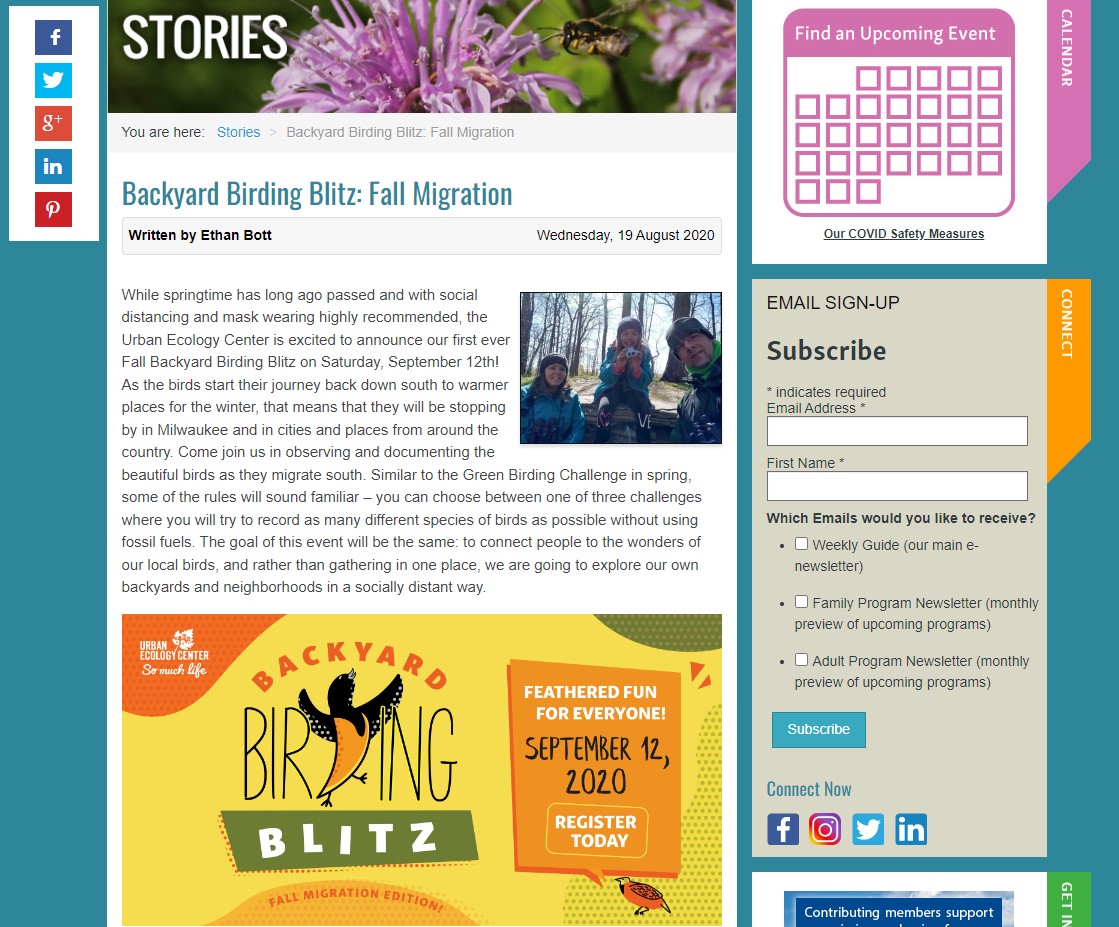 STORIES
You are here: Stories > Backyard Birding Blitz: Fall Migration
Backyard Birding Blitz: Fall Migration
Written by Ethan Bott
Wednesday, 19 August 2020
While springtime has long ago passed and with social
distancing and mask wearing highly recommended, the
Urban Ecology Center is excited to announce our first ever
Fall Backyard Birding Blitz on Saturday, September 12th!
As the birds start their journey back down south to warmer
places for the winter, that means that they will be stopping
by in Milwaukee and in cities and places from around the
country. Come join us in observing and documenting the
beautiful birds as they migrate south. Similar to the Green Birding Challenge in spring,
some of the rules will sound familiar – you can choose between one of three challenges
where you will try to record as many different species of birds as possible without using
fossil fuels. The goal of this event will be the same: to connect people to the wonders of
our local birds, and rather than gathering in one place, we are going to explore our own
backyards and neighborhoods in a socially distant way.
URBAN
ECOLOGY CENTER
So much life
BACKYARD
BIRDING
BLITZ
FALL MIGRATION EDITION!
FEATHERED FUN
FOR EVERYONE!
SEPTEMBER 12,
2020
REGISTER
TODAY
Find an Upcoming Event
Our COVID Safety Measures
CALENDAR
EMAIL SIGN-UP
Subscribe
* indicates required
Email Address *
First Name *
Which Emails would you like to receive?
Weekly Guide (our main e-
newsletter)
Family Program Newsletter (monthly
preview of upcoming programs)
Adult Program Newsletter (monthly
preview of upcoming programs)
Subscribe
Connect Now
CONNECT
Contributing members support
GET IN